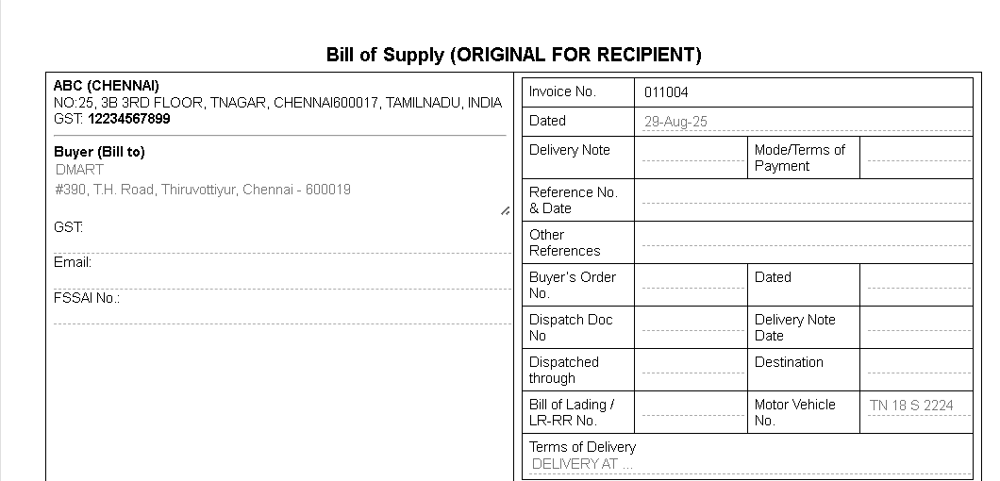 Bill of Supply (ORIGINAL FOR RECIPIENT)
ABC (CHENNAI)
NO:25, 3B 3RD FLOOR, TNAGAR, CHENNAI600017, TAMILNADU, INDIA
GST: 12234567899
Buyer (Bill to)
DMART
#390, T.H. Road, Thiruvottiyur, Chennai - 600019
GST:
Email:
FSSAI No.:
Invoice No. 011004
Dated 29-Aug-25
Delivery Note
Mode/Terms of
Payment
Reference No.
& Date
Other
References
Buyer's Order
No.
Dated
Dispatch Doc
No
Delivery Note
Date
Dispatched
through
Destination
Bill of Lading /
LR-RR No.
Motor Vehicle
No.
TN 18 S 2224
Terms of Delivery
DELIVERY AT ...